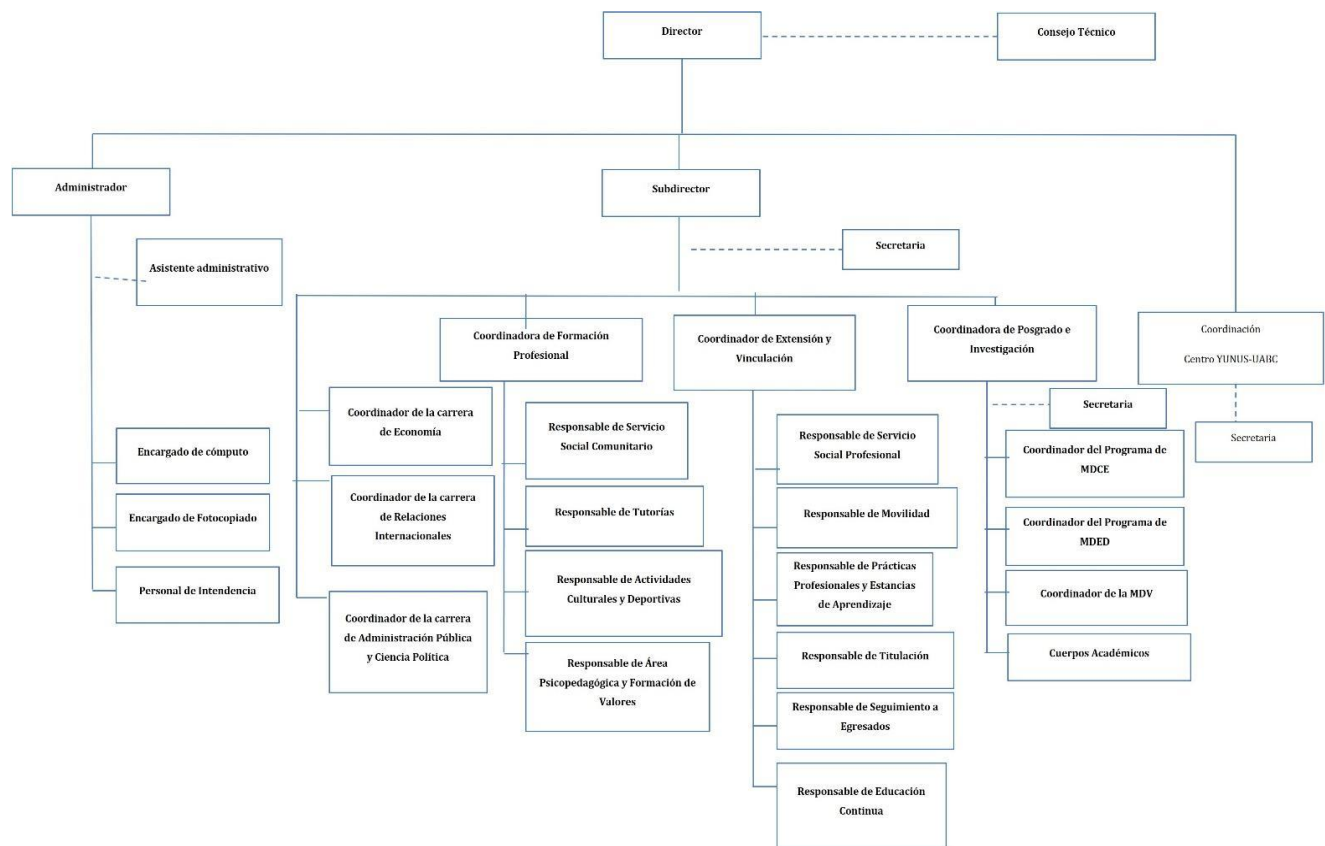 Director
Consejo Técnico
Administrador
Subdirector
Secretaria
Asistente administrativo
Coordinadora de Formación
Profesional
Coordinador de Extensión y
Vinculación
Coordinadora de Posgrado e
Investigación
Coordinación
Centro YUNUS-UABC
Secretaria
Secretaria
Coordinador de la carrera
de Economía
Responsable de Servicio
Social Comunitario
Responsable de Servicio
Social Profesional
Coordinador del Programa de
MDCE
Encargado de cómputo
Coordinador de la carrera
de Relaciones
Internacionales
Responsable de Tutorías
Responsable de Movilidad
Coordinador del Programa de
MDED
Encargado de Fotocopiado
Responsable de Actividades
Culturales y Deportivas
Responsable de Prácticas
Profesionales y Estancias
de Aprendizaje
Coordinador de la MDV
Personal de Intendencia
Coordinador de la carrera
de Administración Pública
y Ciencia Política
Responsable de Área
Psicopedagógica y Formación de
Valores
Responsable de Titulación
Cuerpos Académicos
Responsable de Seguimiento a
Egresados
Responsable de Educación
Continua